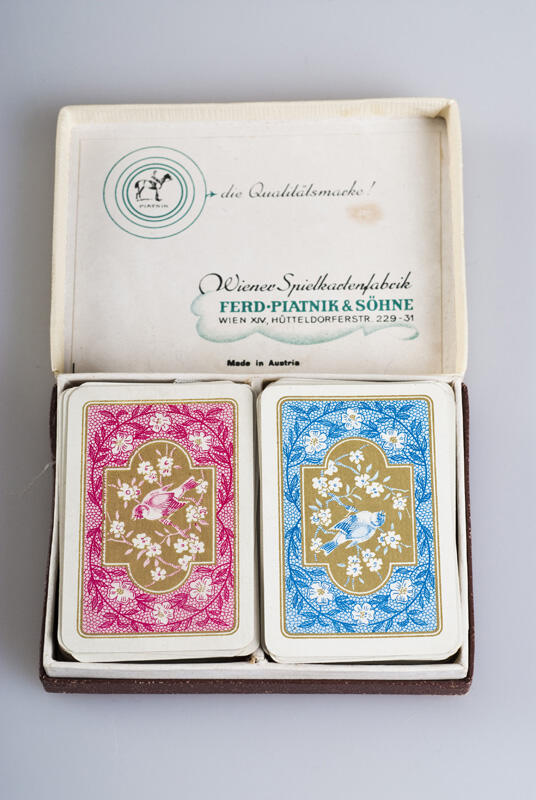 PIATNIK
die Qualitätsmarke!
Wiener Spielkartenfabrik
FERD·PIATNIK & SÖHNE
WIEN XIV, HÜTTELDORFERSTR. 229-31
Made in Austria